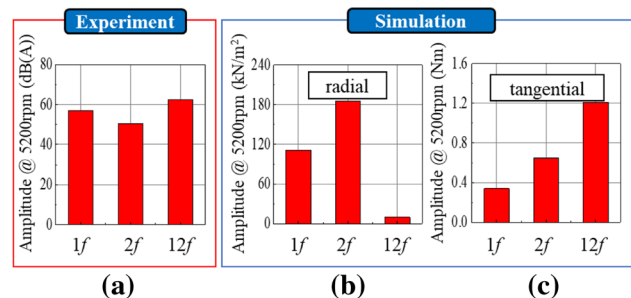 Experiment
Simulation
Amplitude @ 5200rpm (dB(A))
80
60
40
20
0
1f
2f
12f
(a)
Amplitude @ 5200rpm (kN/m²)
240
180
120
60
0
radial
1f
2f
12f
(b)
Amplitude @ 5200rpm (Nm)
1.6
1.2
0.8
0.4
0.0
tangential
1f
2f
12f
(c)